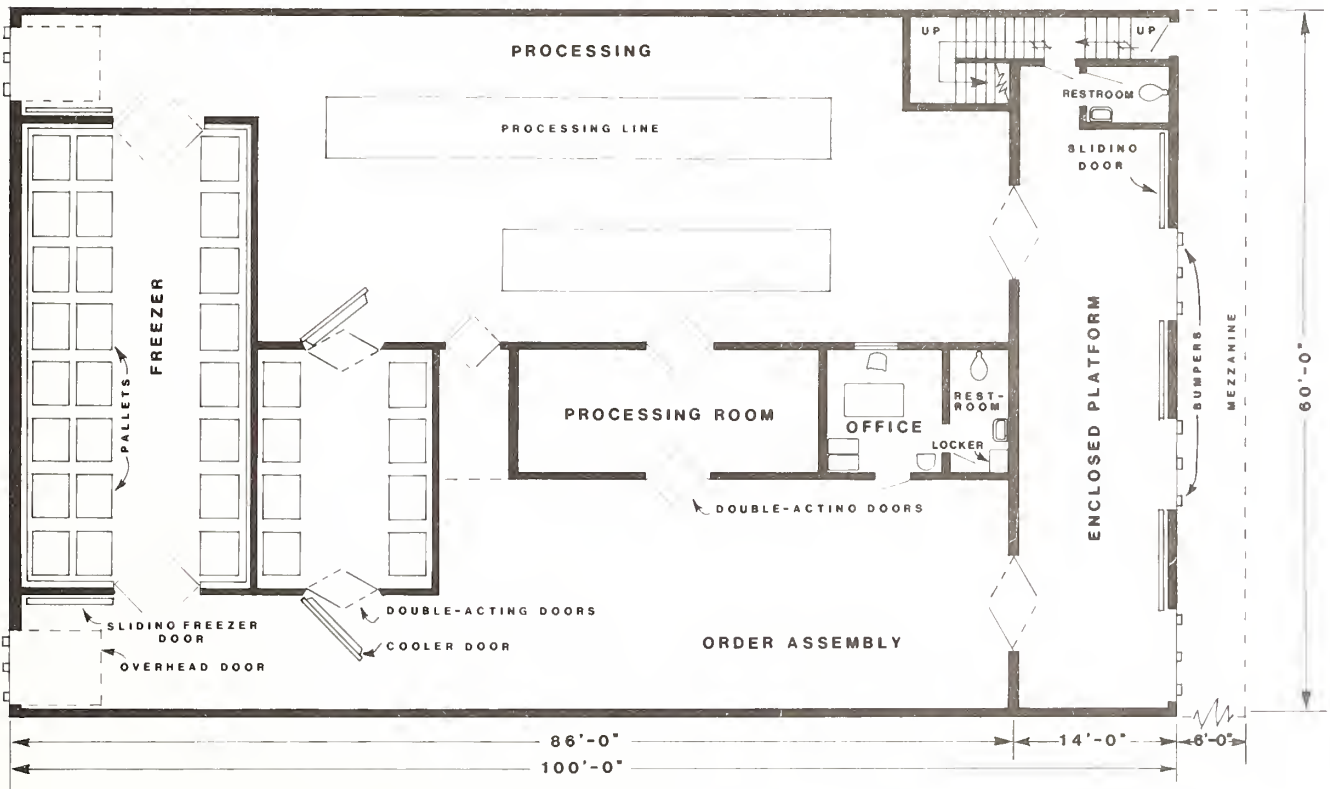 UP
UP
PROCESSING
RESTROOM
PROCESSING LINE
SLIDINO
DOOR
FREEZER
PALLETS
ENCLOSED PLATFORM
BUMPERS
MEZZANINE
60'-0"
PROCESSING ROOM
OFFICE
REST-
ROOM
LOCKER
DOUBLE-ACTINO DOORS
DOUBLE-ACTING DOORS
SLIDING FREEZER
DOOR
COOLER DOOR
ORDER ASSEMBLY
OVERHEAD DOOR
86'-0"
14'-0"
6'-0"
100'-0"